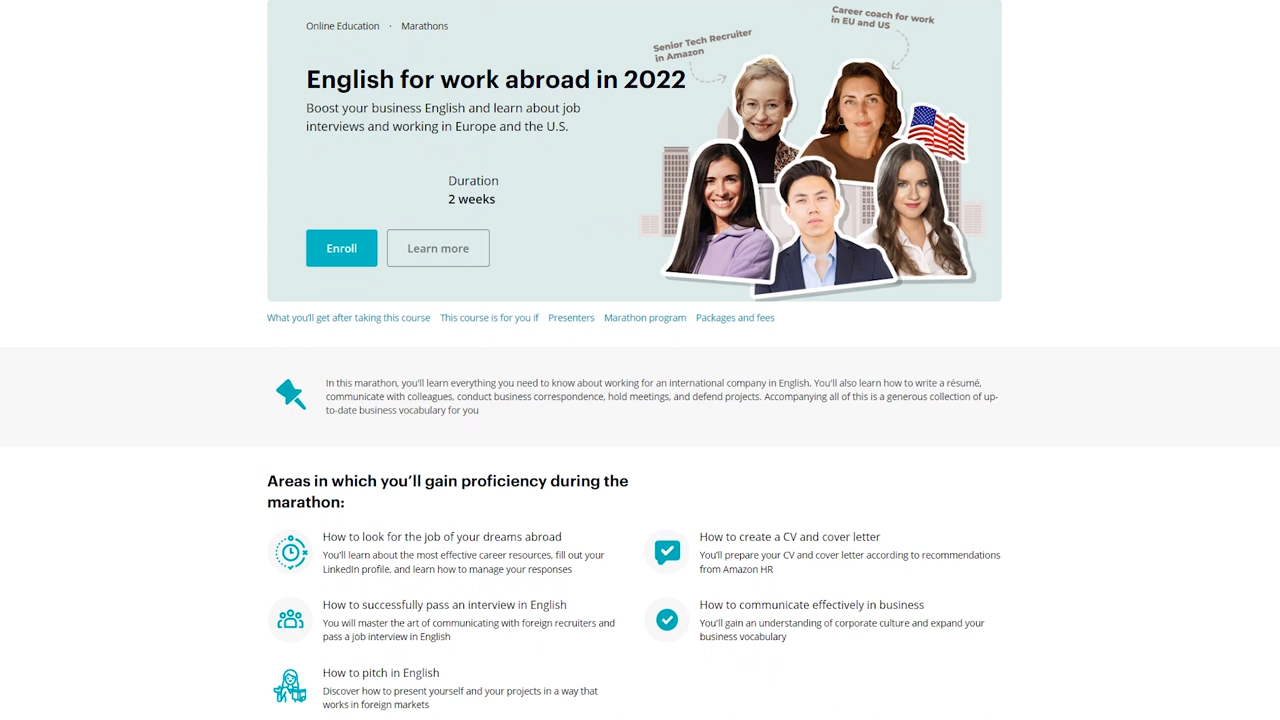 Online Education · Marathons
Senior Tech Recruiter
in Amazon
Career coach for work
in EU and US
English for work abroad in 2022
Boost your business English and learn about job
interviews and working in Europe and the U.S.
Duration
2 weeks
Enroll
Learn more
What you'll get after taking this course
This course is for you if
Presenters
Marathon program
Packages and fees
In this marathon, you'll learn everything you need to know about working for an international company in English. You'll also learn how to write a résumé,
communicate with colleagues, conduct business correspondence, hold meetings, and defend projects. Accompanying all of this is a generous collection of up-
to-date business vocabulary for you
Areas in which you'll gain proficiency during the
marathon:
How to look for the job of your dreams abroad
You'll learn about the most effective career resources, fill out your
LinkedIn profile, and learn how to manage your responses
How to create a CV and cover letter
You'll prepare your CV and cover letter according to recommendations
from Amazon HR
How to successfully pass an interview in English
You will master the art of communicating with foreign recruiters and
pass a job interview in English
How to communicate effectively in business
You'll gain an understanding of corporate culture and expand your
business vocabulary
How to pitch in English
Discover how to present yourself and your projects in a way that
works in foreign markets